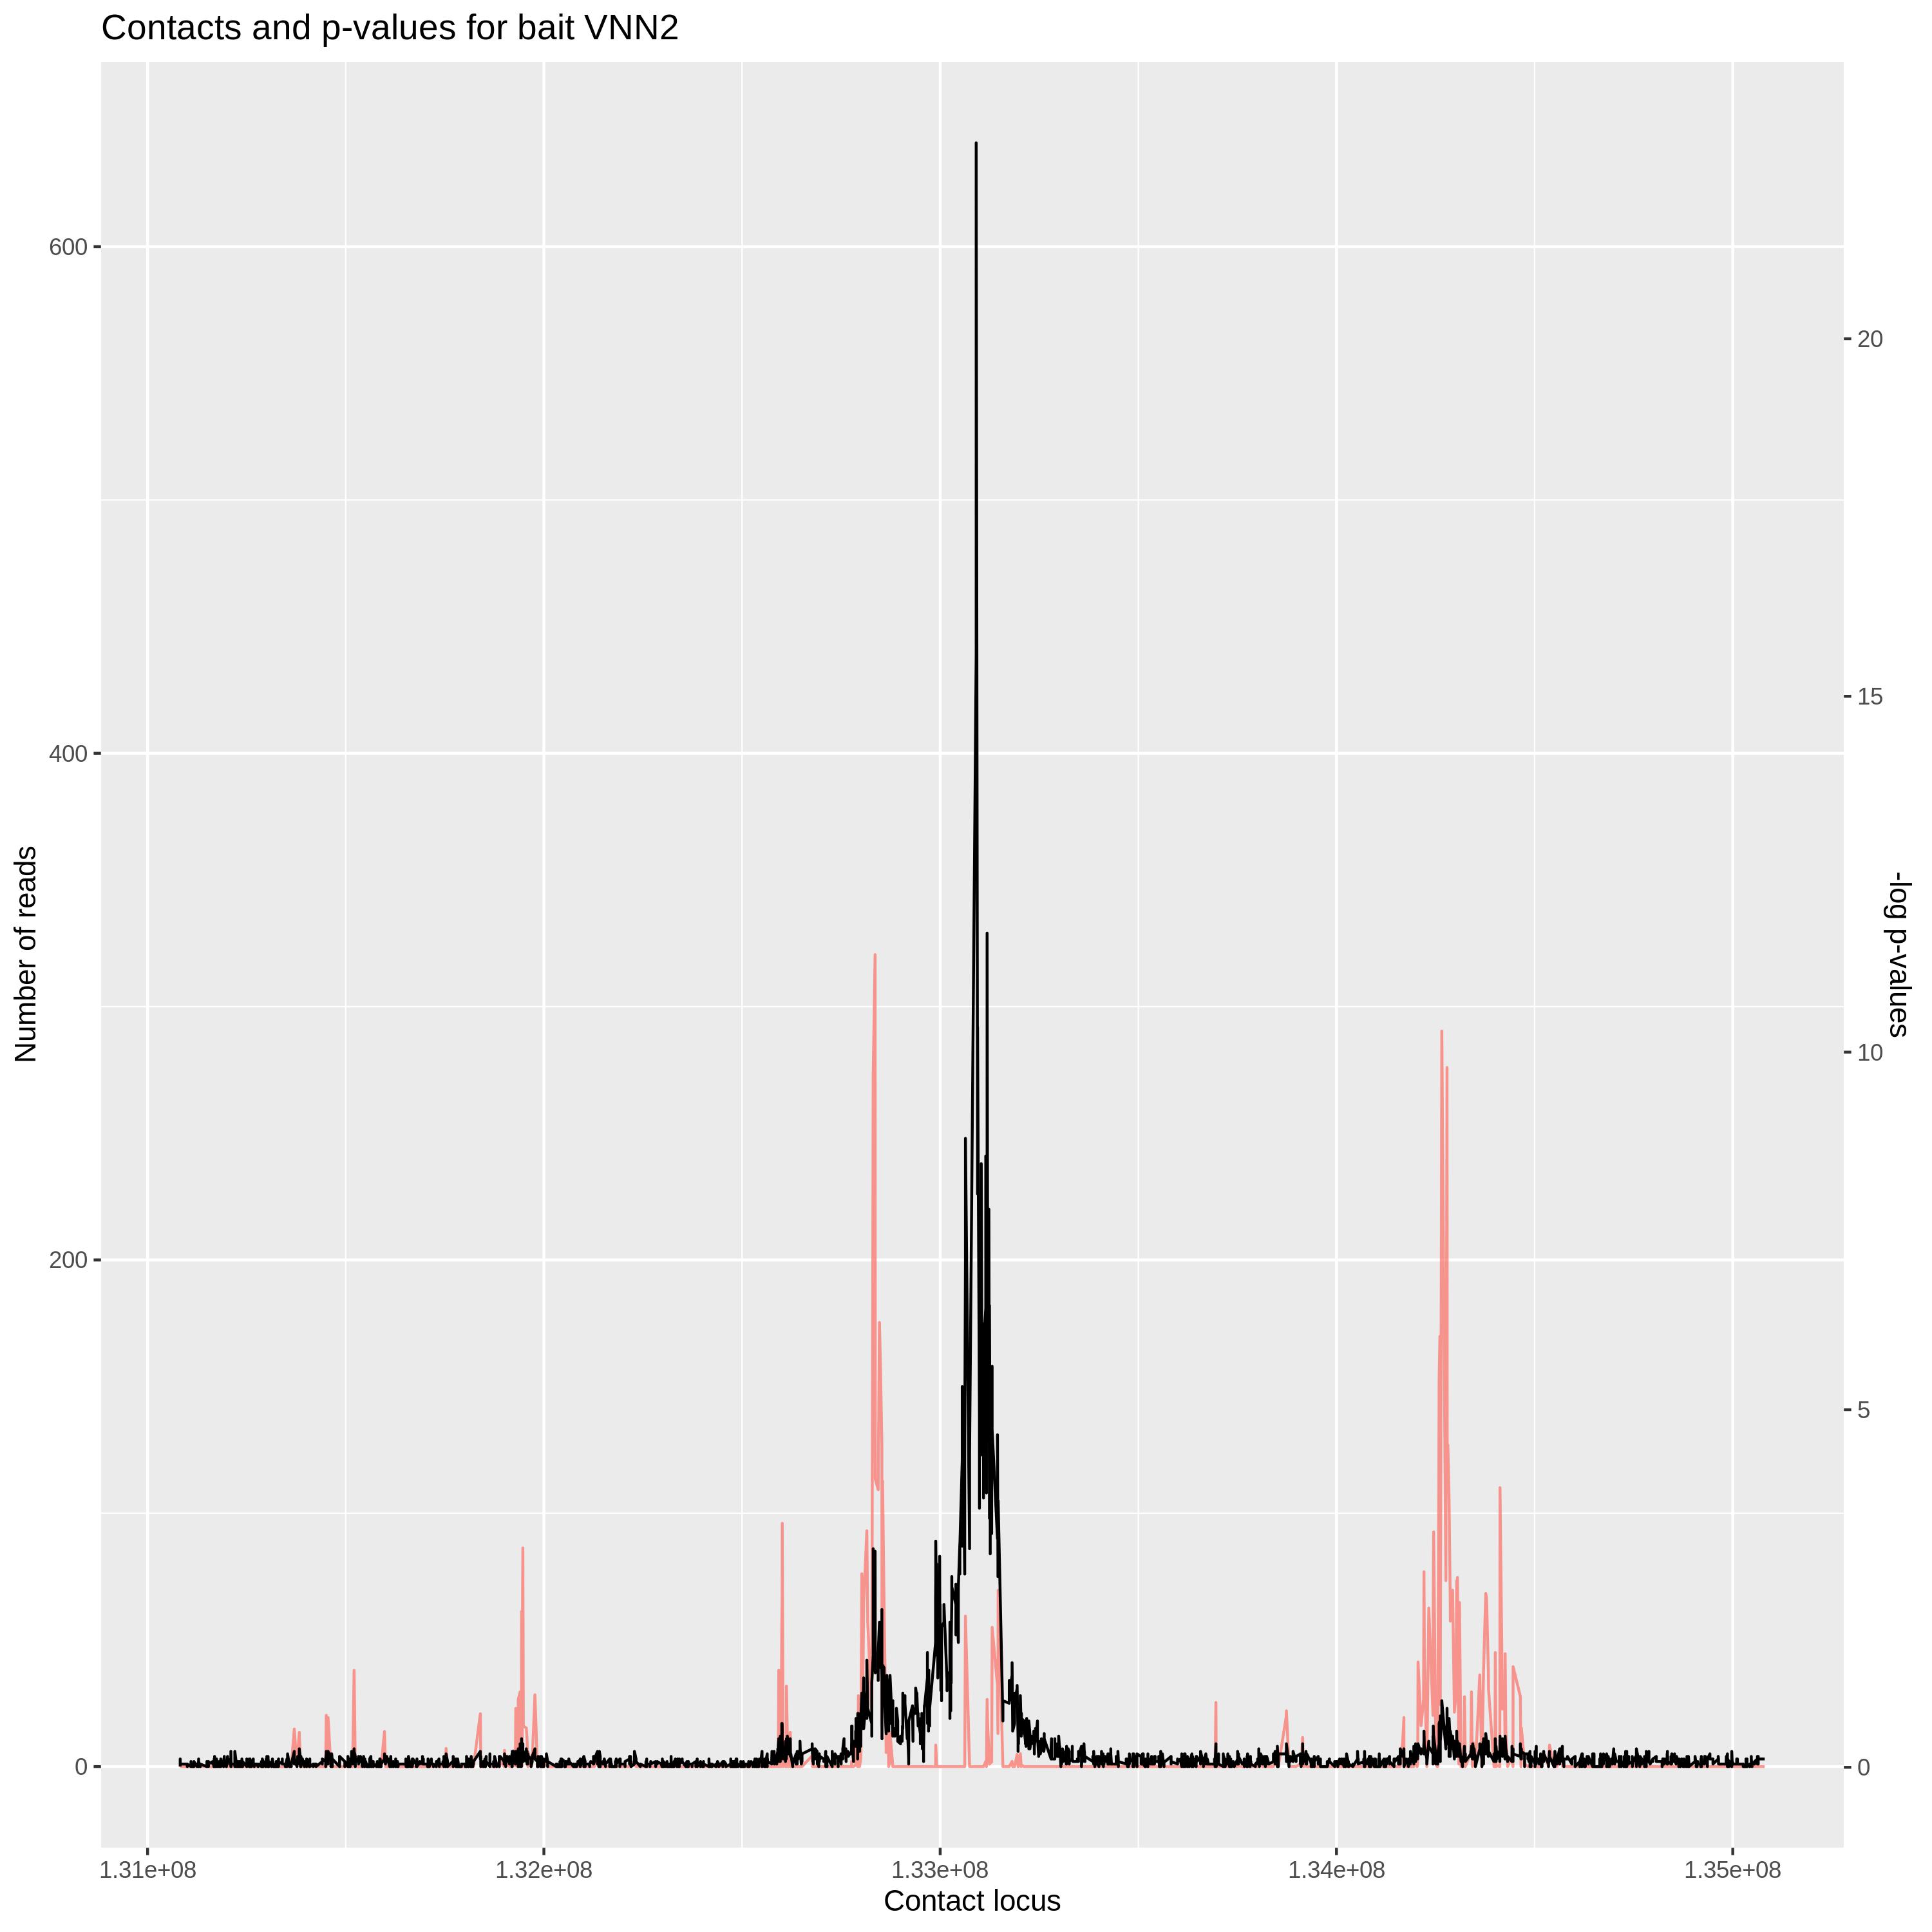 Contacts and p-values for bait VNN2
600
400
200
0
Number of reads
20
15
10
5
0
-log p-values
1.31e+08
1.32e+08
1.33e+08
1.34e+08
1.35e+08
Contact locus